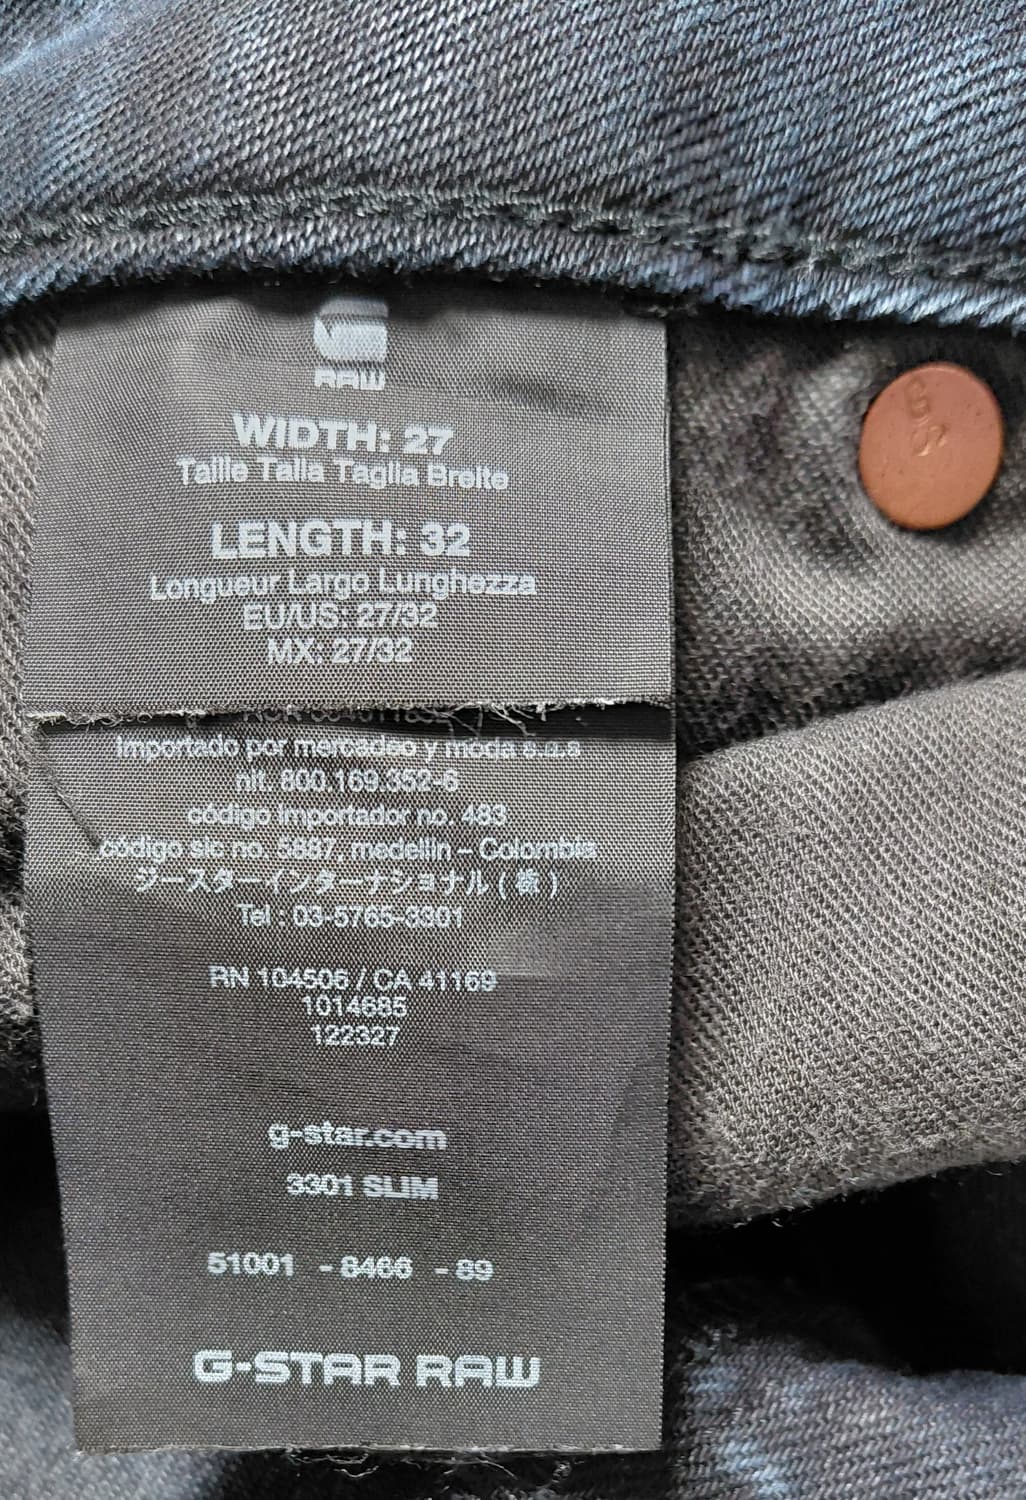 RAW
WIDTH: 27
Taille Talla Taglia Breite
LENGTH: 32
Longueur Largo Lunghezza
EU/US: 27/32
MX: 27/32
Importado por mercadeo y moda s.a.s
nit. 800.169.352-6
código importador no. 483
código sic no. 5887, medellin - Colombia
ジースターインターナショナル ( 株 )
Tel : 03-5765-3301
RN 104506 / CA 41169
1014685
122327
g-star.com
3301 SLIM
51001 - 8466 - 89
G-STAR RAW
GS